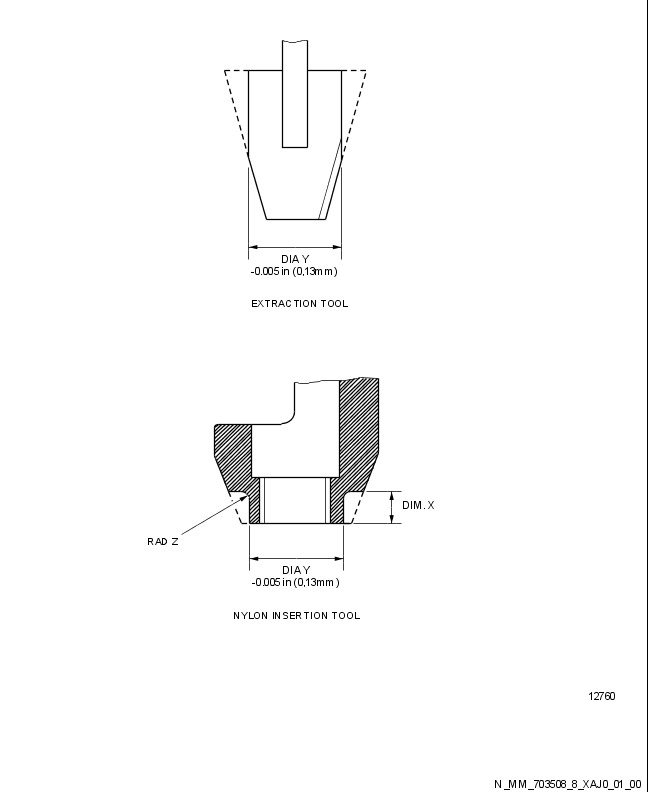 DIA Y
-0.005 in (0,13mm)
EXTRACTION TOOL
DIM. X
RAD Z
DIA Y
-0.005 in (0,13mm)
NYLON INSERTION TOOL
12760
N_MM_703508_8_XAJ0_01_00